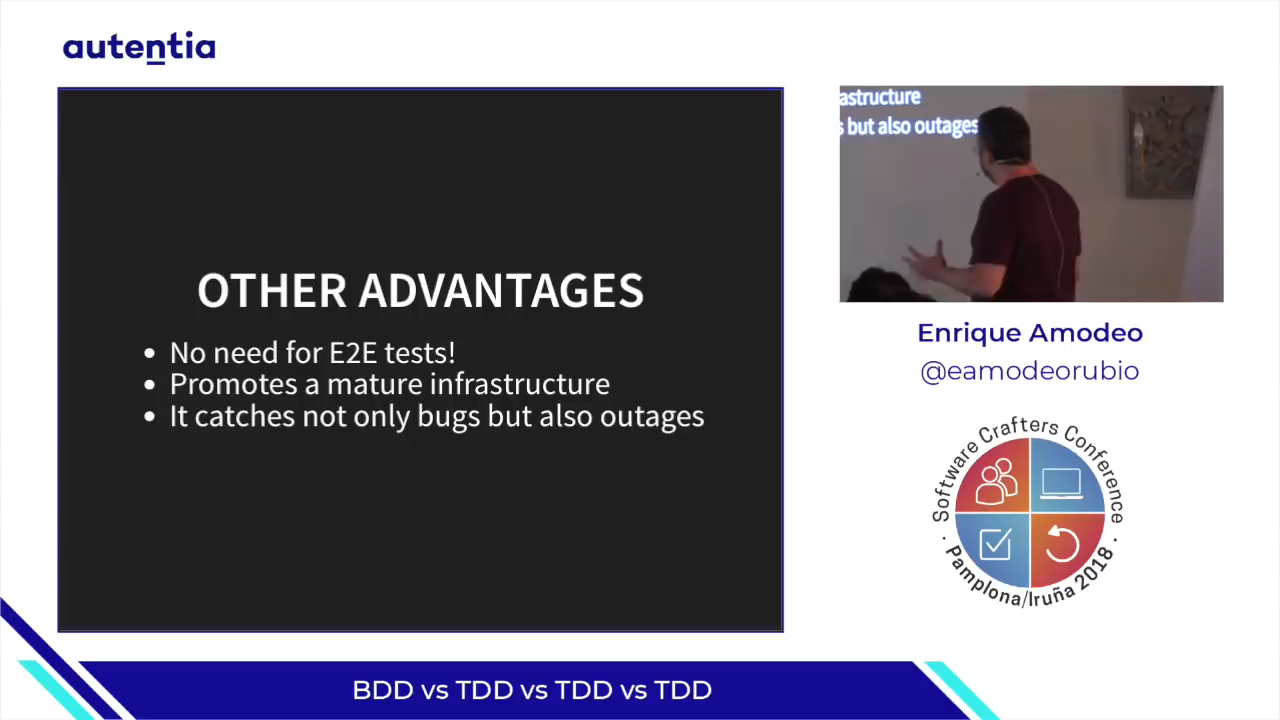 autentia
OTHER ADVANTAGES
• No need for E2E tests!
• Promotes a mature infrastructure
• It catches not only bugs but also outages
astructure
s but also outages
Enrique Amodeo
@eamodeorubio
Software Crafters Conference
· Pamplona/Iruña 2018 ·
BDD vs TDD vs TDD vs TDD